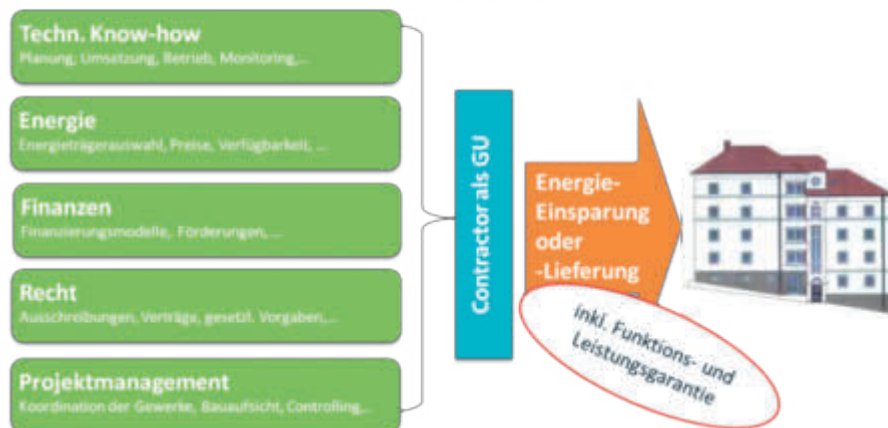 Techn. Know-how
Planung, Umsetzung, Betrieb, Monitoring,...
Energie
Energieträgerauswahl, Preise, Verfügbarkeit, ...
Finanzen
Finanzierungsmodelle, Förderungen, ...
Recht
Ausschreibungen, Verträge, gesetzl. Vorgaben,...
Projektmanagement
Koordination der Gewerke, Bauaufsicht, Controlling,...
Contractor als GU
Energie-
Einsparung
oder
-Lieferung
inkl. Funktions- und
Leistungsgarantie